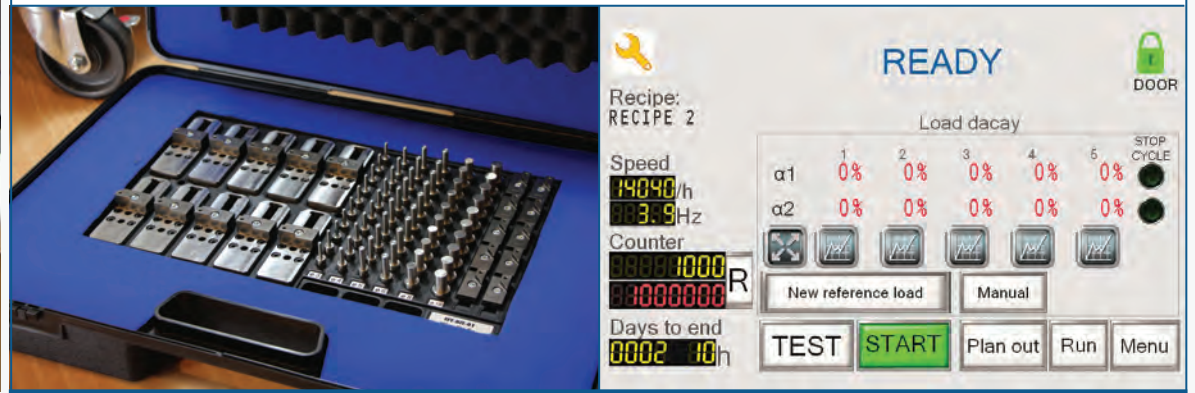 READY
DOOR
Recipe:
RECIPE 2
Load dacay
STOP
CYCLE
1 2 3 4 5
Speed
14040/h
3.9Hz
α1 0% 0% 0% 0% 0%
α2 0% 0% 0% 0% 0%
Counter
1000
1000000
R
New reference load Manual
Days to end
0002 10h
TEST START Plan out Run Menu